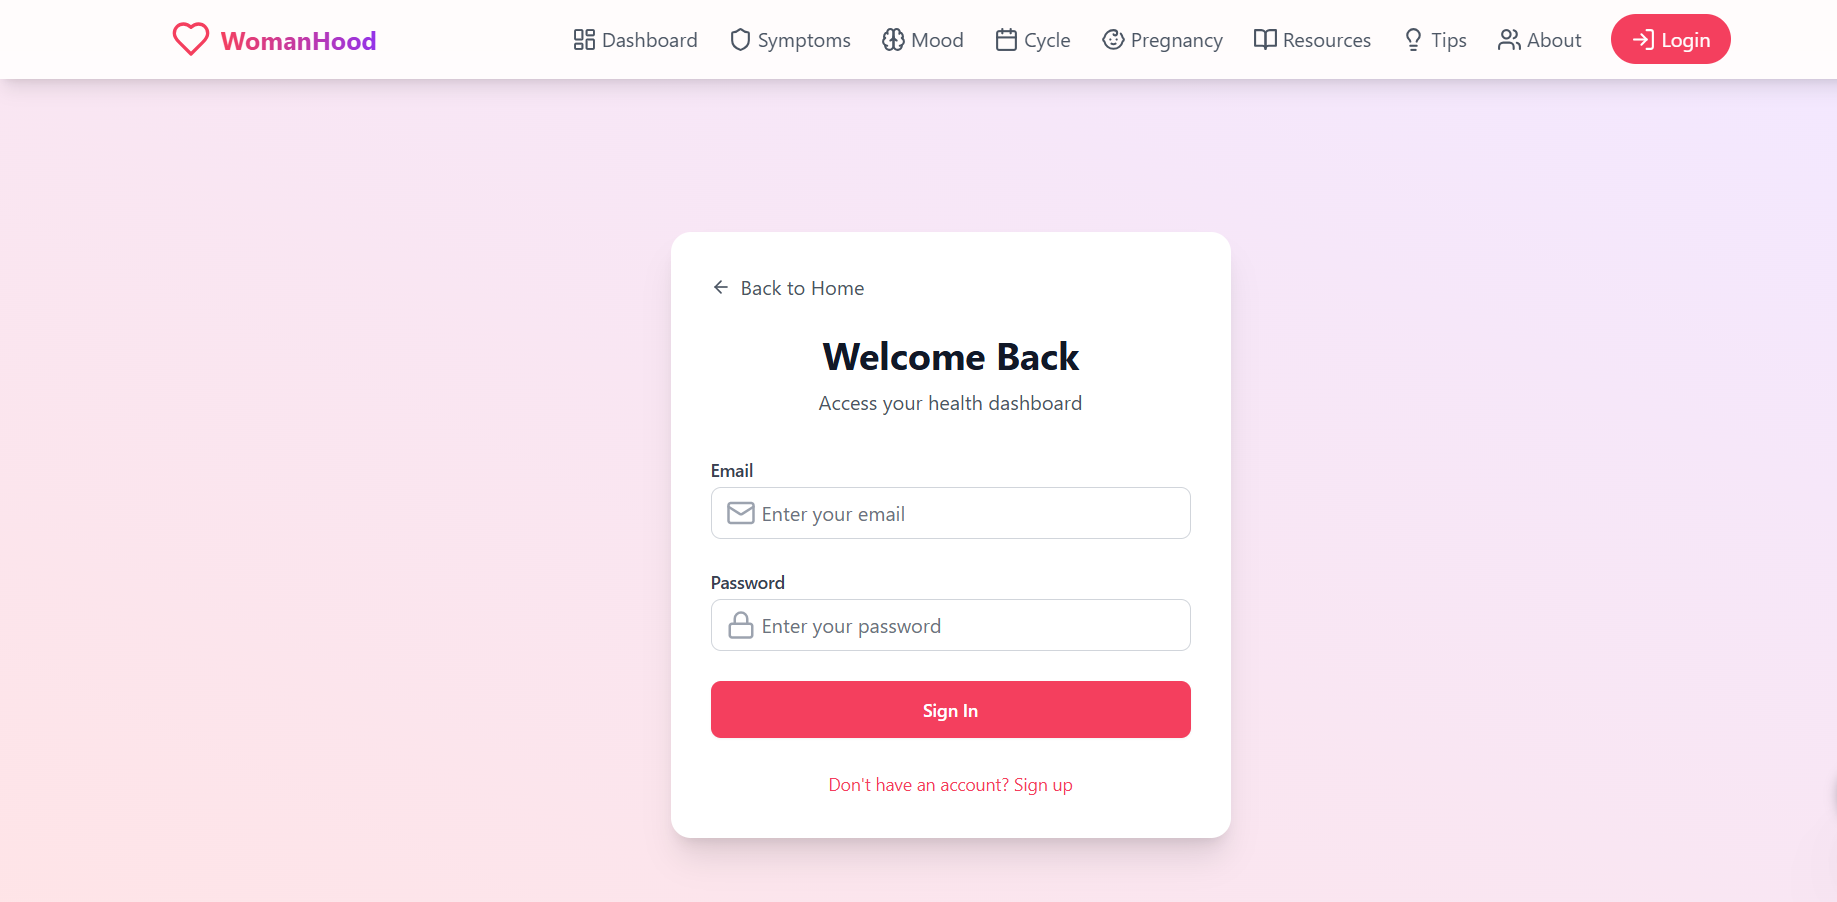 WomanHood
Dashboard Symptoms Mood Cycle Pregnancy Resources Tips About Login
Back to Home
Welcome Back
Access your health dashboard
Email
Enter your email
Password
Enter your password
Sign In
Don't have an account? Sign up